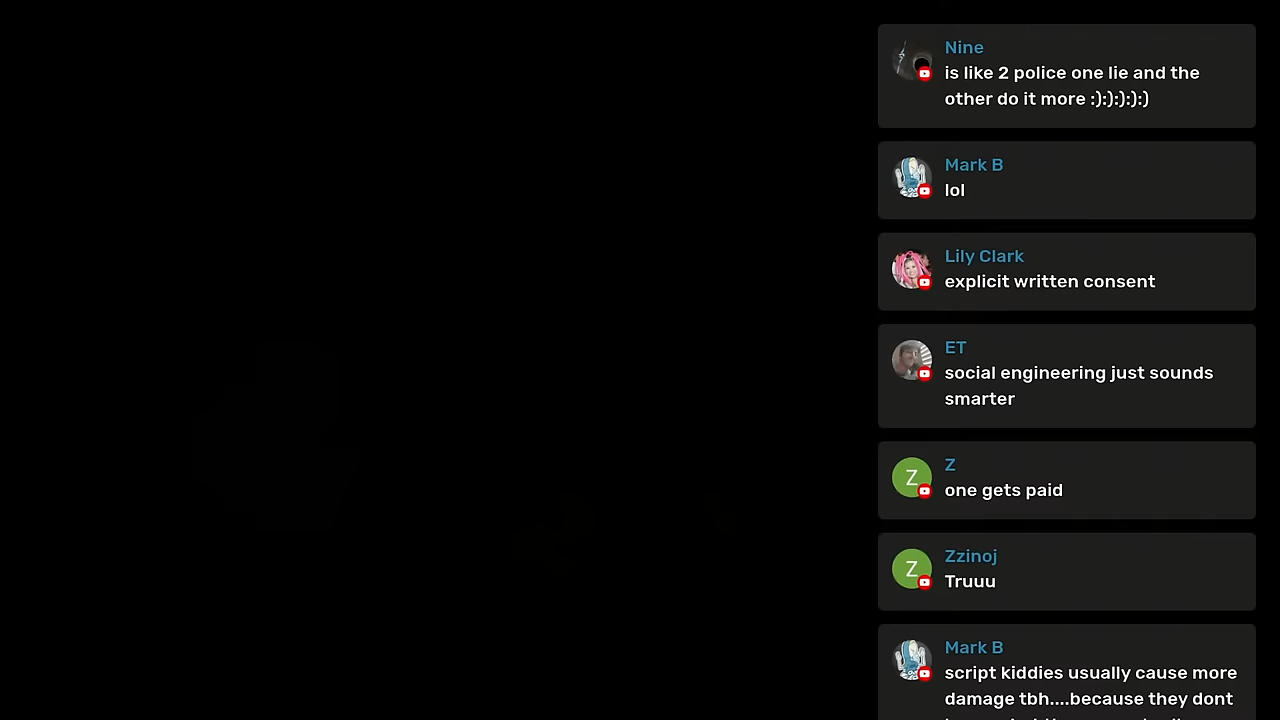 Nine
is like 2 police one lie and the
other do it more :):):):):)
Mark B
lol
Lily Clark
explicit written consent
ET
social engineering just sounds
smarter
Z
Z
one gets paid
Z
Zzinoj
Truuu
Mark B
script kiddies usually cause more
damage tbh....because they dont